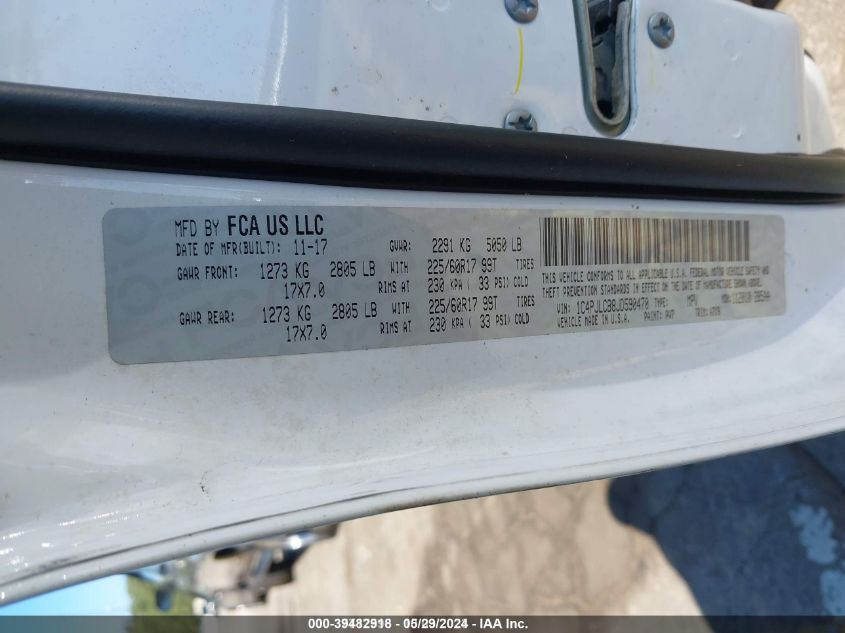 MFD BY FCA US LLC
DATE OF MFR(BUILT): 11-17 GVWR: 2291 KG 5050 LB
GAWR FRONT: 1273 KG 2805 LB WITH 225/60R17 99T TIRES
17X7.0 RIMS AT 230 KPA ( 33 PSI) COLD
GAWR REAR: 1273 KG 2805 LB WITH 225/60R17 99T TIRES
17X7.0 RIMS AT 230 KPA ( 33 PSI) COLD
THIS VEHICLE CONFORMS TO ALL APPLICABLE U.S.A. FEDERAL MOTOR VEHICLE SAFETY AND
THEFT PREVENTION STANDARDS IN EFFECT ON THE DATE OF MANUFACTURE SHOWN ABOVE.
VIN: 1C4PJLCB8JD590470 TYPE: MPV MDH:
VEHICLE MADE IN U.S.A. PAINT: PW7 TRIM:
000-39482918 - 05/29/2024 - IAA Inc.